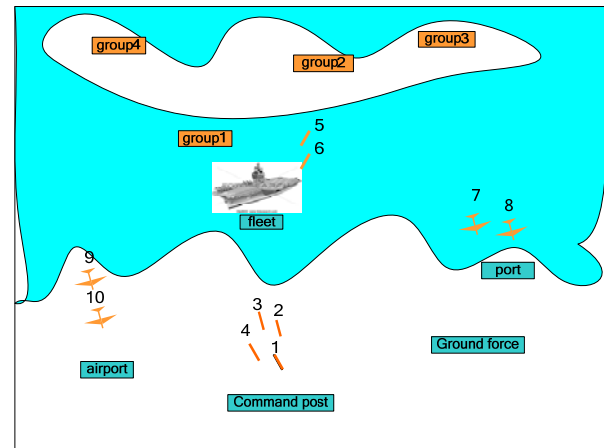 group4
group3
group2
5
group1
6
fleet
7
8
9
port
10
3
2
4
1
Ground force
airport
Command post